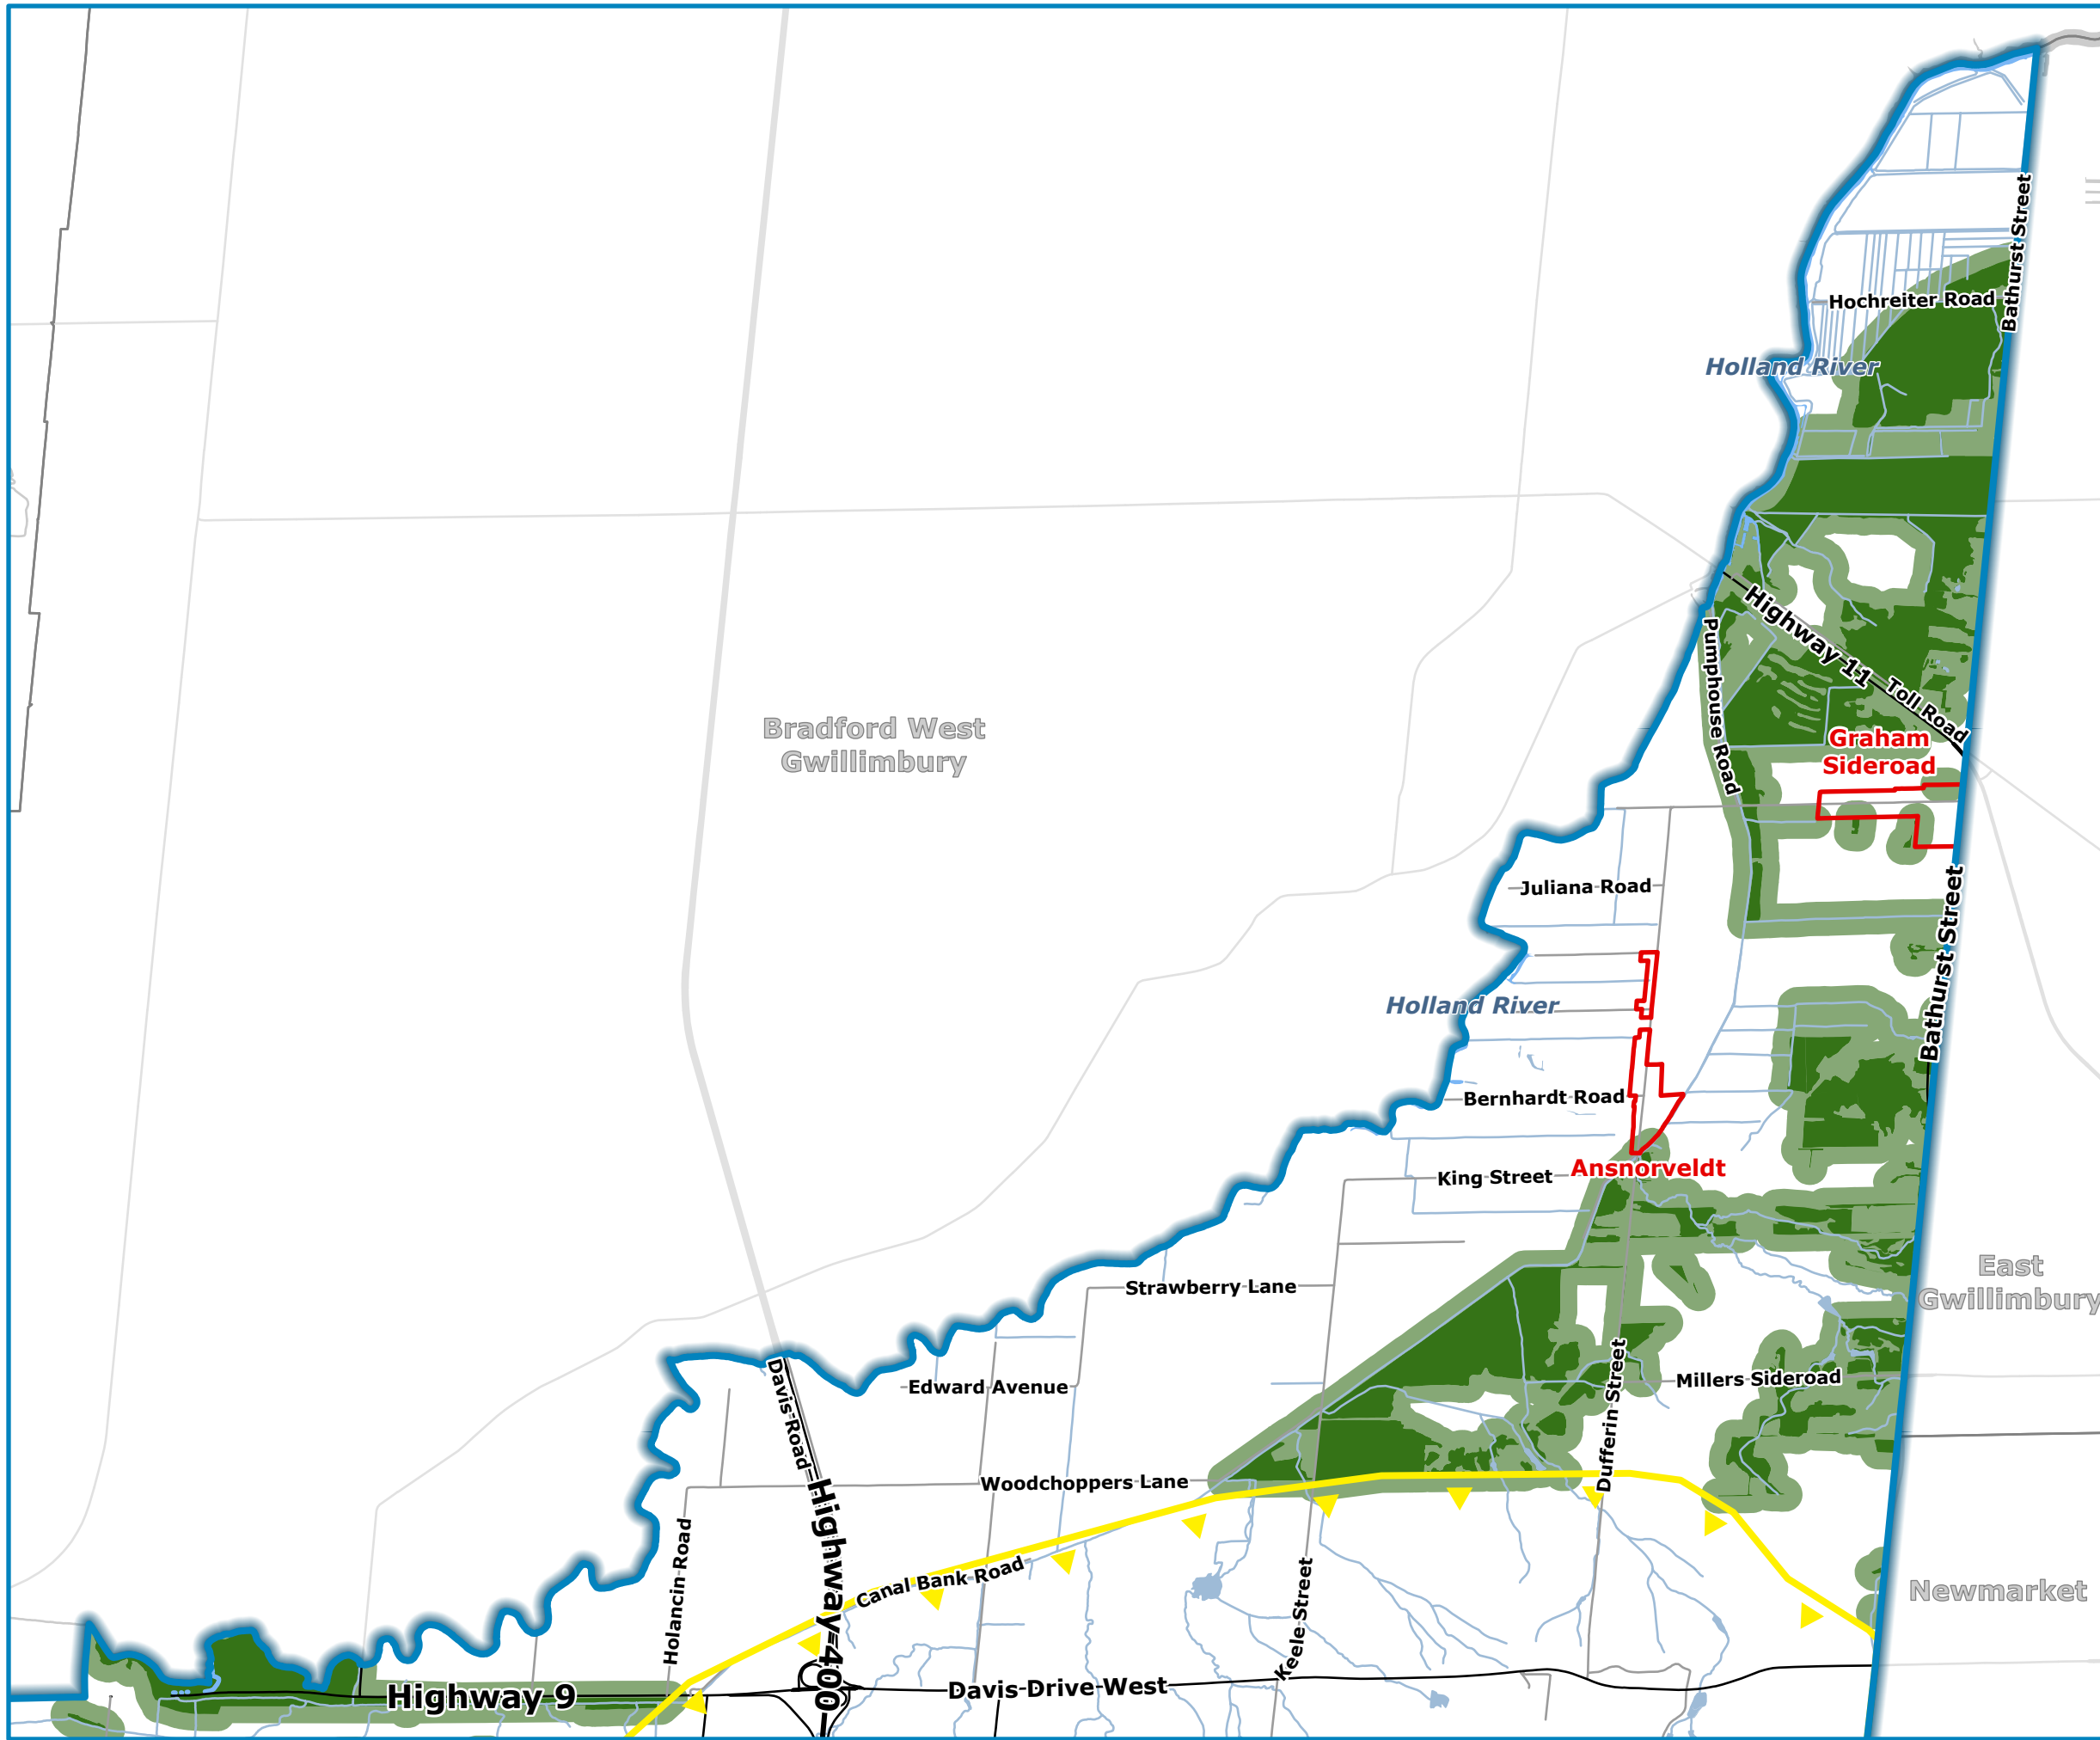 Bathurst Street
Hochreiter Road
Holland River
Highway 11
Toll Road
Pumphouse Road
Bradford West
Gwillimbury
Graham
Sideroad
Juliana Road
Bathurst Street
Holland River
Bernhardt Road
Ansnorveldt
King Street
East
Gwillimbury
Strawberry Lane
Edward Avenue
Millers Sideroad
Davis Road
Dufferin Street
Woodchoppers Lane
Highway 400
Holancin Road
Canal Bank Road
Keele Street
Newmarket
Highway 9
Davis Drive West